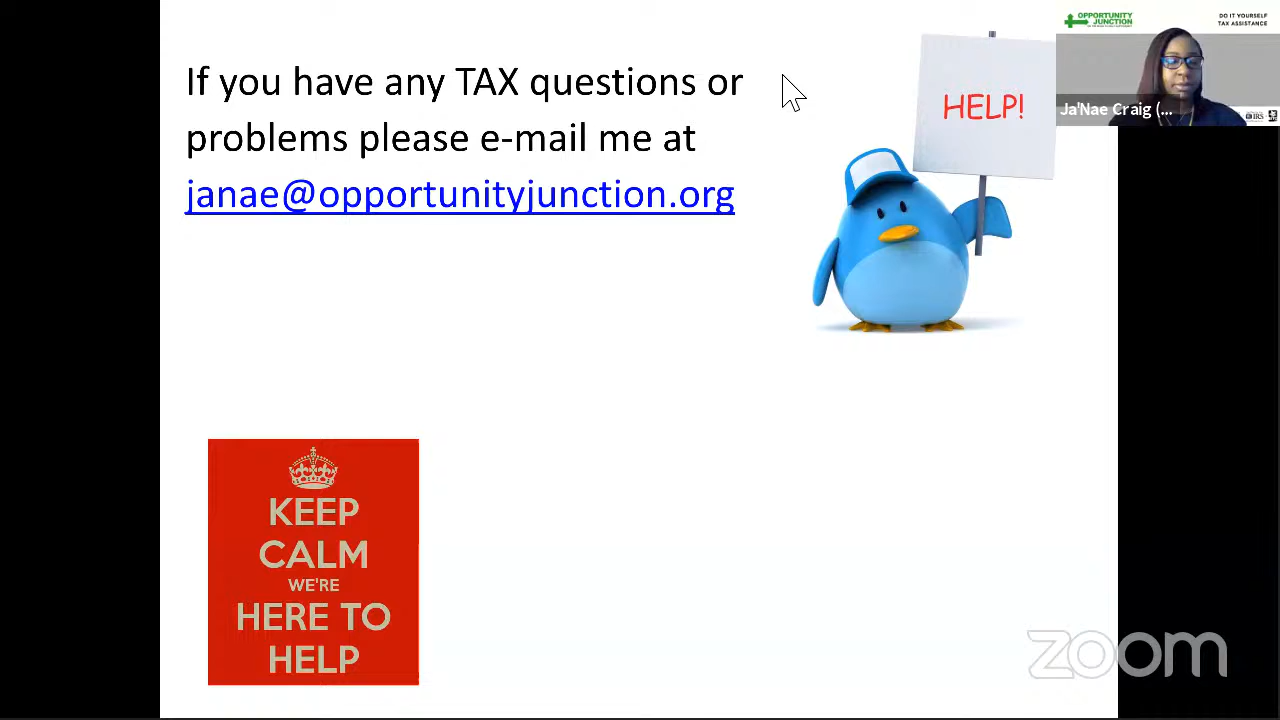 If you have any TAX questions or
problems please e-mail me at
janae@opportunityjunction.org
HELP!
OPPORTUNITY
JUNCTION
DO IT YOURSELF
TAX ASSISTANCE
Ja'Nae Craig (...
IRS
KEEP
CALM
WE'RE
HERE TO
HELP
zoom